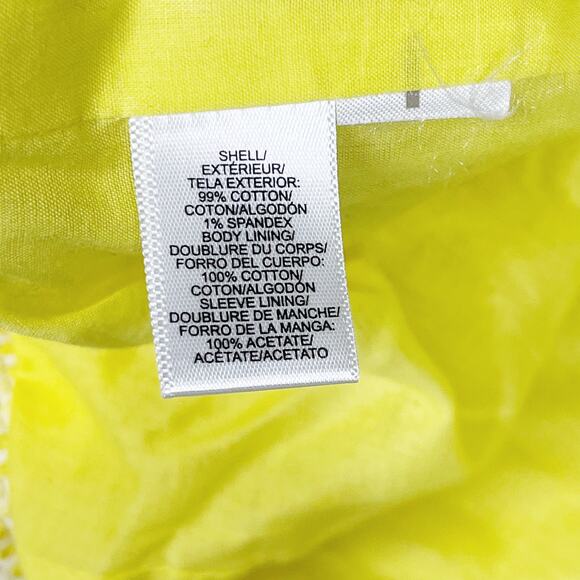 SHELL/
EXTÉRIEUR/
TELA EXTERIOR:
99% COTTON/
COTON/ALGODÓN
1% SPANDEX
BODY LINING/
DOUBLURE DU CORPS/
FORRO DEL CUERPO:
100% COTTON/
COTON/ALGODÓN
SLEEVE LINING/
DOUBLURE DE MANCHE/
FORRO DE LA MANGA:
100% ACETATE/
ACÉTATE/ACETATO